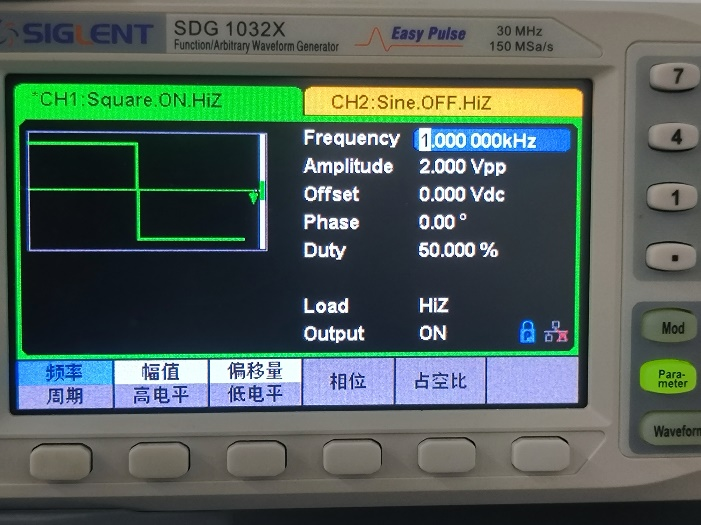 SIGLENT
SDG 1032X
Function/Arbitrary Waveform Generator
Easy Pulse
30 MHz
150 MSa/s
*CH1:Square.ON.HiZ
CH2:Sine.OFF.HiZ
Frequency 1.000 000kHz
Amplitude 2.000 Vpp
Offset 0.000 Vdc
Phase 0.00 °
Duty 50.000 %
Load HiZ
Output ON
频率 幅值 偏移量 相位 占空比
周期 高电平 低电平
7
4
1
.
Mod
Para-
meter
Waveform